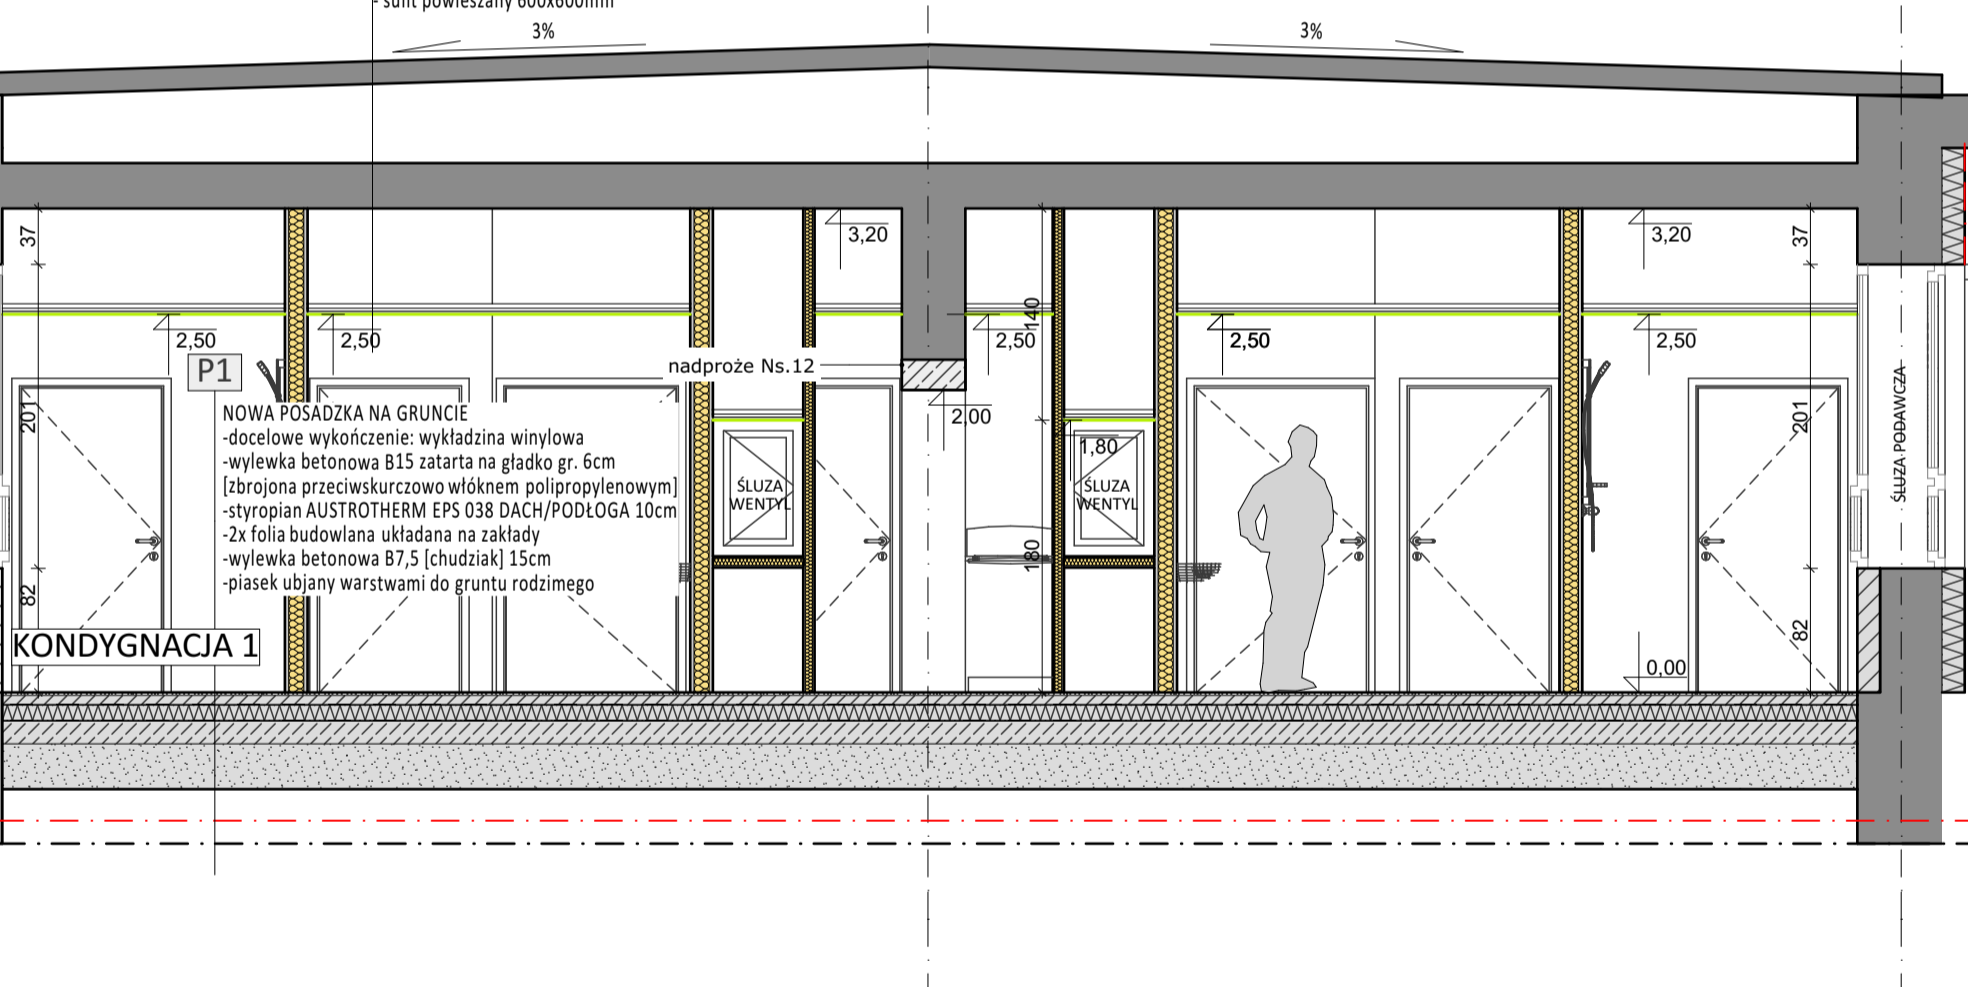 - sufit powieszany 600x600mm
3%
3%
37
3,20
3,20
37
140
2,50
2,50
2,50
2,50
2,50
P1
nadproże Ns.12
ŚLUZA PODAWCZA
201
NOWA POSADZKA NA GRUNCIE
-docelowe wykończenie: wykładzina winylowa
-wylewka betonowa B15 zatarta na gładko gr. 6cm
[zbrojona przeciwskurczowo włóknem polipropylenowym]
-styropian AUSTROTHERM EPS 038 DACH/PODŁOGA 10cm
-2x folia budowlana układana na zakłady
-wylewka betonowa B7,5 [chudziak] 15cm
-piasek ubjany warstwami do gruntu rodzimego
2,00
201
1,80
ŚLUZA
WENTYL
ŚLUZA
WENTYL
180
82
82
KONDYGNACJA 1
0,00